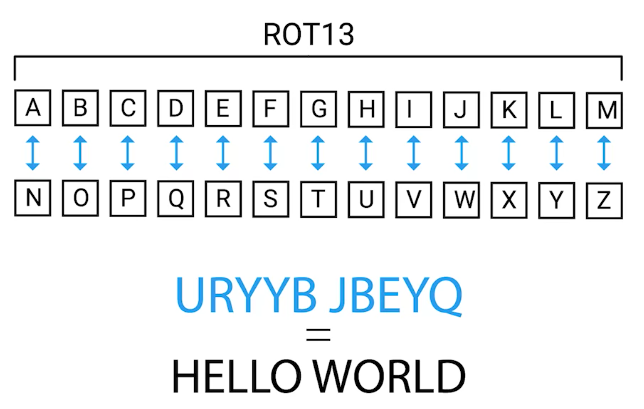 ROT13
A B C D E F G H I J K L M
N O P Q R S T U V W X Y Z
URYYB JBEYQ
=
HELLO WORLD